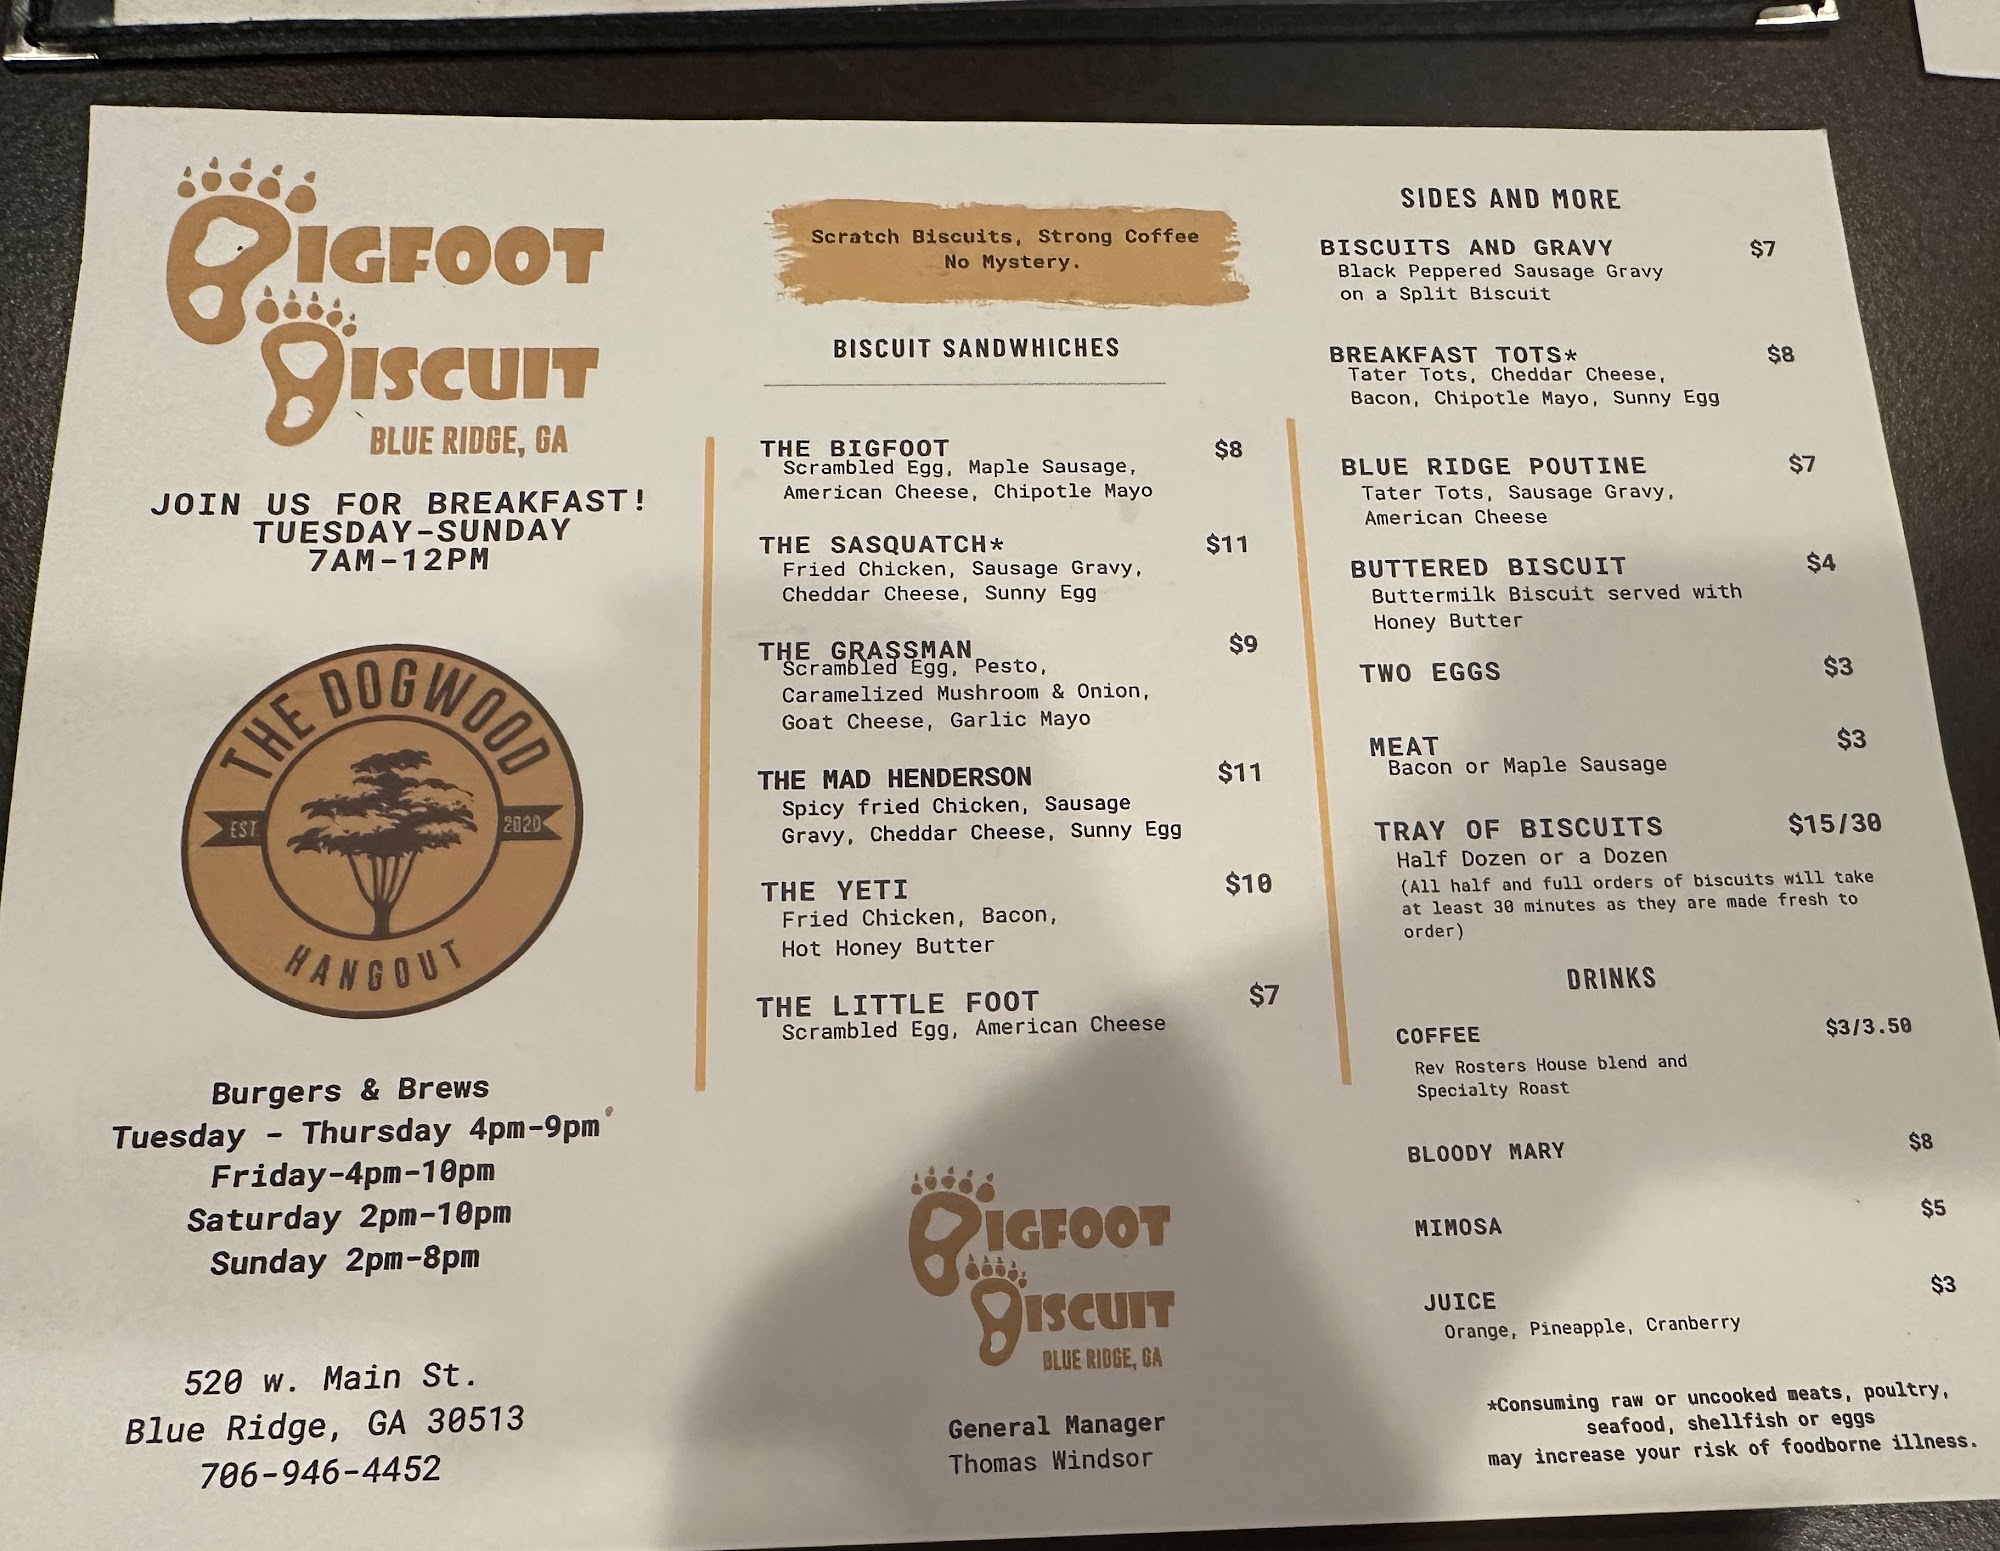 BIGFOOT
BISCUIT
BLUE RIDGE, GA
JOIN US FOR BREAKFAST!
TUESDAY-SUNDAY
7AM-12PM
THE DOGWOOD
EST. 2020
HANGOUT
Burgers & Brews
Tuesday - Thursday 4pm-9pm
Friday-4pm-10pm
Saturday 2pm-10pm
Sunday 2pm-8pm
520 w. Main St.
Blue Ridge, GA 30513
706-946-4452
Scratch Biscuits, Strong Coffee
No Mystery.
BISCUIT SANDWHICHES
THE BIGFOOT $8
Scrambled Egg, Maple Sausage,
American Cheese, Chipotle Mayo
THE SASQUATCH* $11
Fried Chicken, Sausage Gravy,
Cheddar Cheese, Sunny Egg
THE GRASSMAN $9
Scrambled Egg, Pesto,
Caramelized Mushroom & Onion,
Goat Cheese, Garlic Mayo
THE MAD HENDERSON $11
Spicy fried Chicken, Sausage
Gravy, Cheddar Cheese, Sunny Egg
THE YETI $10
Fried Chicken, Bacon,
Hot Honey Butter
THE LITTLE FOOT $7
Scrambled Egg, American Cheese
BIGFOOT
BISCUIT
BLUE RIDGE, GA
General Manager
Thomas Windsor
SIDES AND MORE
BISCUITS AND GRAVY $7
Black Peppered Sausage Gravy
on a Split Biscuit
BREAKFAST TOTS* $8
Tater Tots, Cheddar Cheese,
Bacon, Chipotle Mayo, Sunny Egg
BLUE RIDGE POUTINE $7
Tater Tots, Sausage Gravy,
American Cheese
BUTTERED BISCUIT $4
Buttermilk Biscuit served with
Honey Butter
TWO EGGS $3
MEAT $3
Bacon or Maple Sausage
TRAY OF BISCUITS $15/30
Half Dozen or a Dozen
(All half and full orders of biscuits will take
at least 30 minutes as they are made fresh to
order)
DRINKS
COFFEE $3/3.50
Rev Rosters House blend and
Specialty Roast
BLOODY MARY $8
MIMOSA $5
JUICE $3
Orange, Pineapple, Cranberry
*Consuming raw or uncooked meats, poultry,
seafood, shellfish or eggs
may increase your risk of foodborne illness.